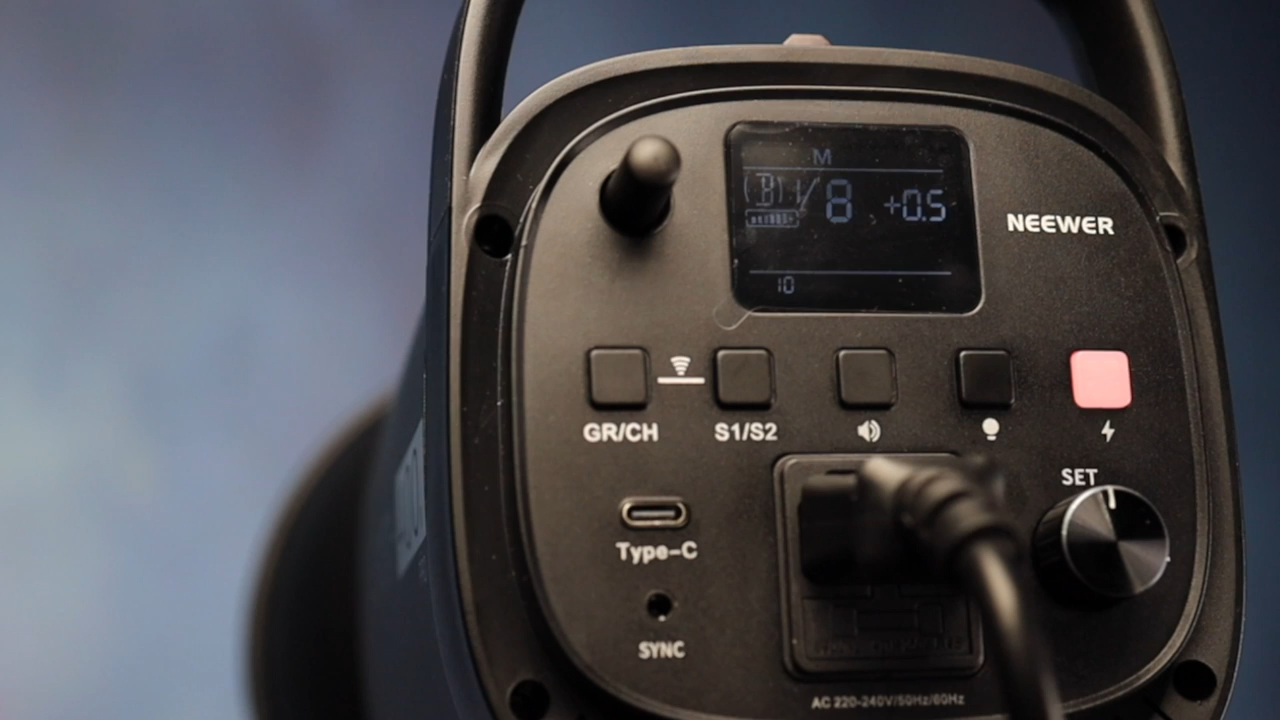 M
1/8 +0.5
10
NEEWER
GR/CH S1/S2
SET
Type-C
SYNC
AC 220-240V/50Hz/60Hz